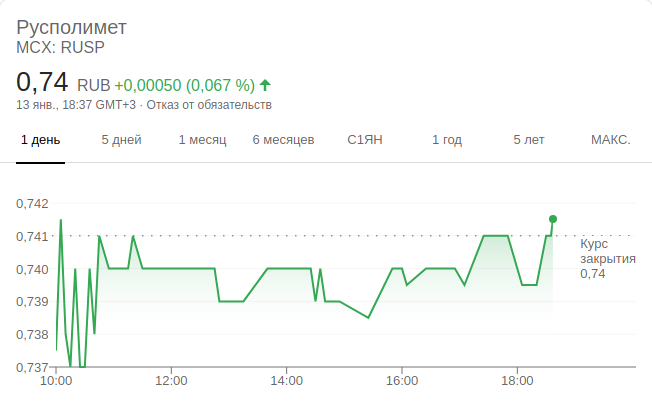 Русполимет
MCX: RUSP
0,74 RUB +0,00050 (0,067 %)
13 янв., 18:37 GMT+3 · Отказ от обязательств
1 день 5 дней 1 месяц 6 месяцев С1ЯН 1 год 5 лет МАКС.
0,742
0,741
Курс
закрытия
0,74
0,740
0,739
0,738
0,737
10:00 12:00 14:00 16:00 18:00